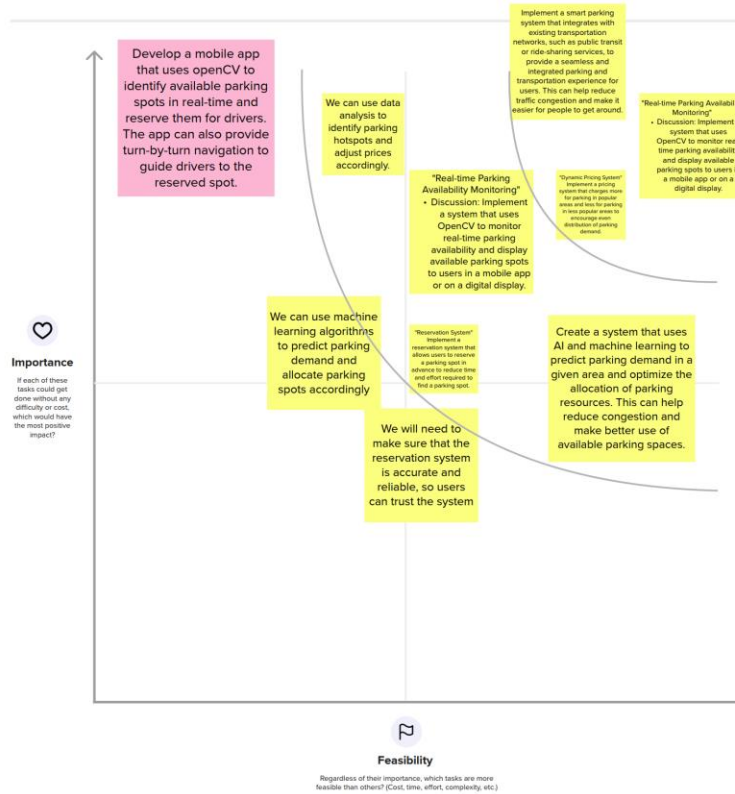 Develop a mobile app
that uses openCV to
identify available parking
spots in real-time and
reserve them for drivers.
The app can also provide
turn-by-turn navigation to
guide drivers to the
reserved spot.
We can use data
analysis to
identify parking
hotspots and
adjust prices
accordingly.
Implement a smart parking
system that integrates with
existing transportation
networks, such as public transit
or ride-sharing services, to
provide a seamless and
integrated parking and
transportation experience for
users. This can help reduce
traffic congestion and make it
easier for people to get around.
"Real-time Parking Availabili
Monitoring"
• Discussion: Implement
system that uses
OpenCV to monitor rea
time parking availability
and display available
parking spots to users i
a mobile app or on a
digital display.
"Real-time Parking
Availability Monitoring"
• Discussion: Implement
a system that uses
OpenCV to monitor
real-time parking
availability and display
available parking spots
to users in a mobile app
or on a digital display.
"Dynamic Pricing System"
Implement a pricing
system that charges more
for parking in popular
areas and less for parking
in less popular areas to
encourage even
distribution of parking
demand.
We can use machine
learning algorithms
to predict parking
demand and
allocate parking
spots accordingly
"Reservation System"
Implement a
reservation system that
allows users to reserve
a parking spot in
advance to reduce time
and effort required to
find a parking spot.
Create a system that uses
AI and machine learning to
predict parking demand in a
given area and optimize the
allocation of parking
resources. This can help
reduce congestion and
make better use of
available parking spaces.
We will need to
make sure that the
reservation system
is accurate and
reliable, so users
can trust the system
Importance
If each of these
tasks could get
done without any
difficulty or cost,
which would have
the most positive
impact?
Feasibility
Regardless of their importance, which tasks are more
feasible than others? (Cost, time, effort, complexity, etc.)